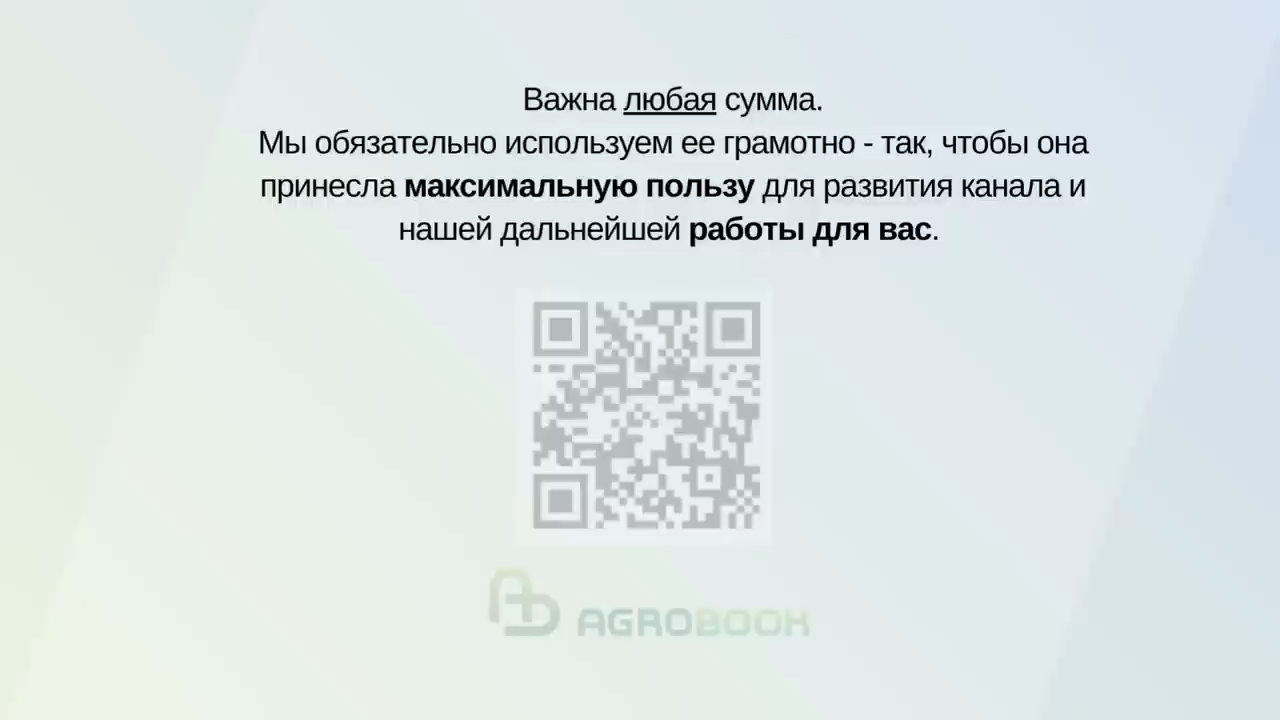 Важна любая сумма.
Мы обязательно используем ее грамотно - так, чтобы она
принесла максимальную пользу для развития канала и
нашей дальнейшей работы для вас.
AGROBOOK